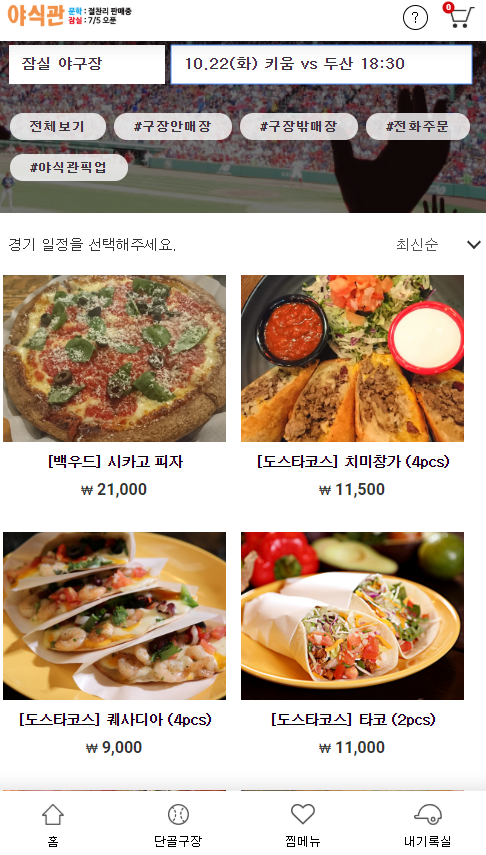 야식관 문학 : 절찬리 판매중
잠실 : 7/5 오픈
?
0
잠실 야구장
10.22(화) 키움 vs 두산 18:30
전체보기
#구장안매장
#구장밖매장
#전화주문
#야식관픽업
경기 일정을 선택해주세요.
최신순
[백우드] 시카고 피자
₩ 21,000
[도스타코스] 치미창가 (4pcs)
₩ 11,500
[도스타코스] 퀘사디아 (4pcs)
₩ 9,000
[도스타코스] 타코 (2pcs)
₩ 11,000
홈
단골구장
찜메뉴
내기록실